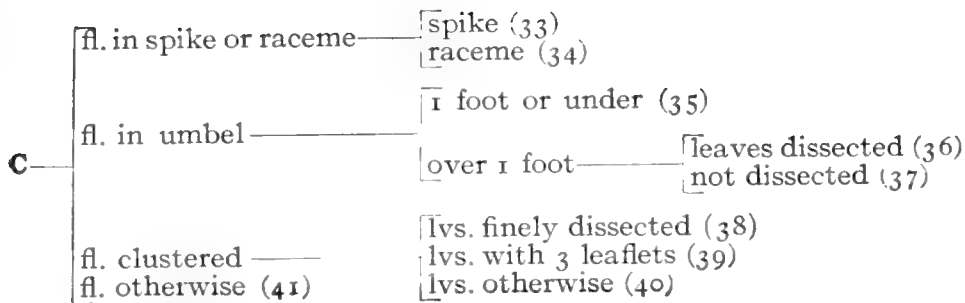 fl. in spike or raceme spike (33)
raceme (34)
1 foot or under (35)
fl. in umbel
C over 1 foot leaves dissected (36)
not dissected (37)
lvs. finely dissected (38)
fl. clustered lvs. with 3 leaflets (39)
fl. otherwise (41) lvs. otherwise (40)